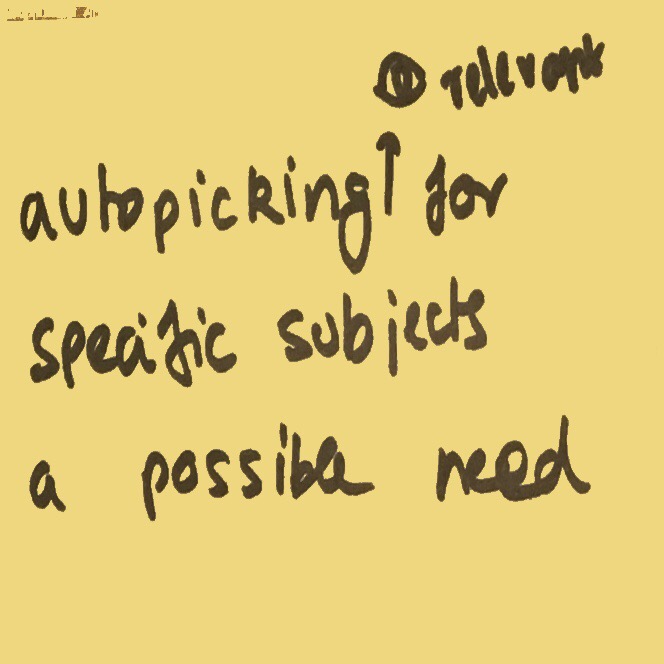 relevant
autopicking for
specific subjects
a possible need